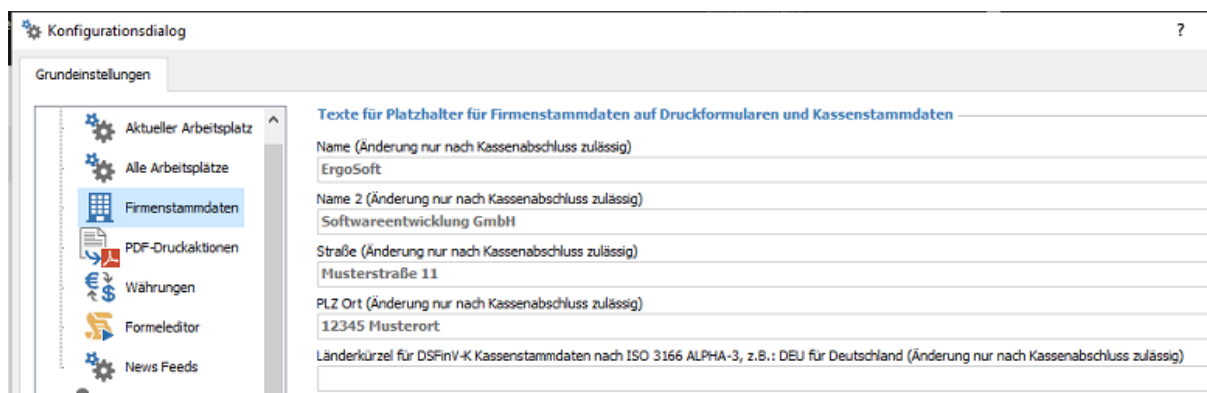 Konfigurationsdialog
?
Grundeinstellungen
Aktueller Arbeitsplatz
Alle Arbeitsplätze
Firmenstammdaten
PDF-Druckaktionen
Währungen
Formeleditor
News Feeds
Texte für Platzhalter für Firmenstammdaten auf Druckformularen und Kassenstammdaten
Name (Änderung nur nach Kassenabschluss zulässig)
ErgoSoft
Name 2 (Änderung nur nach Kassenabschluss zulässig)
Softwareentwicklung GmbH
Straße (Änderung nur nach Kassenabschluss zulässig)
Musterstraße 11
PLZ Ort (Änderung nur nach Kassenabschluss zulässig)
12345 Musterort
Länderkürzel für DSFinV-K Kassenstammdaten nach ISO 3166 ALPHA-3, z.B.: DEU für Deutschland (Änderung nur nach Kassenabschluss zulässig)